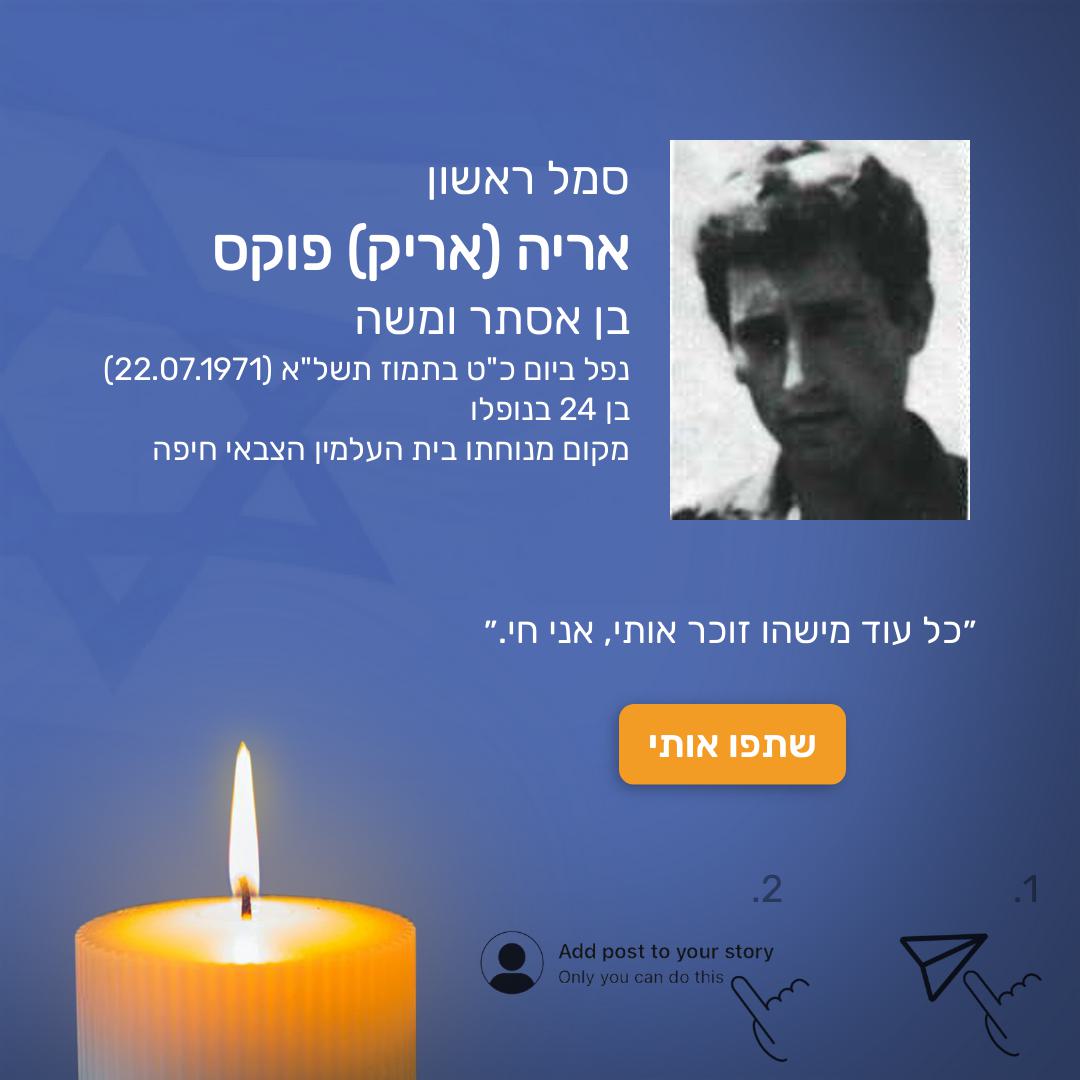 סמל ראשון
אריה (אריק) פוקס
בן אסתר ומשה
נפל ביום כ"ט בתמוז תשל"א (22.07.1971)
בן 24 בנופלו
מקום מנוחתו בית העלמין הצבאי חיפה
״כל עוד מישהו זוכר אותי, אני חי.״
שתפו אותי
1.
2.
Add post to your story
Only you can do this